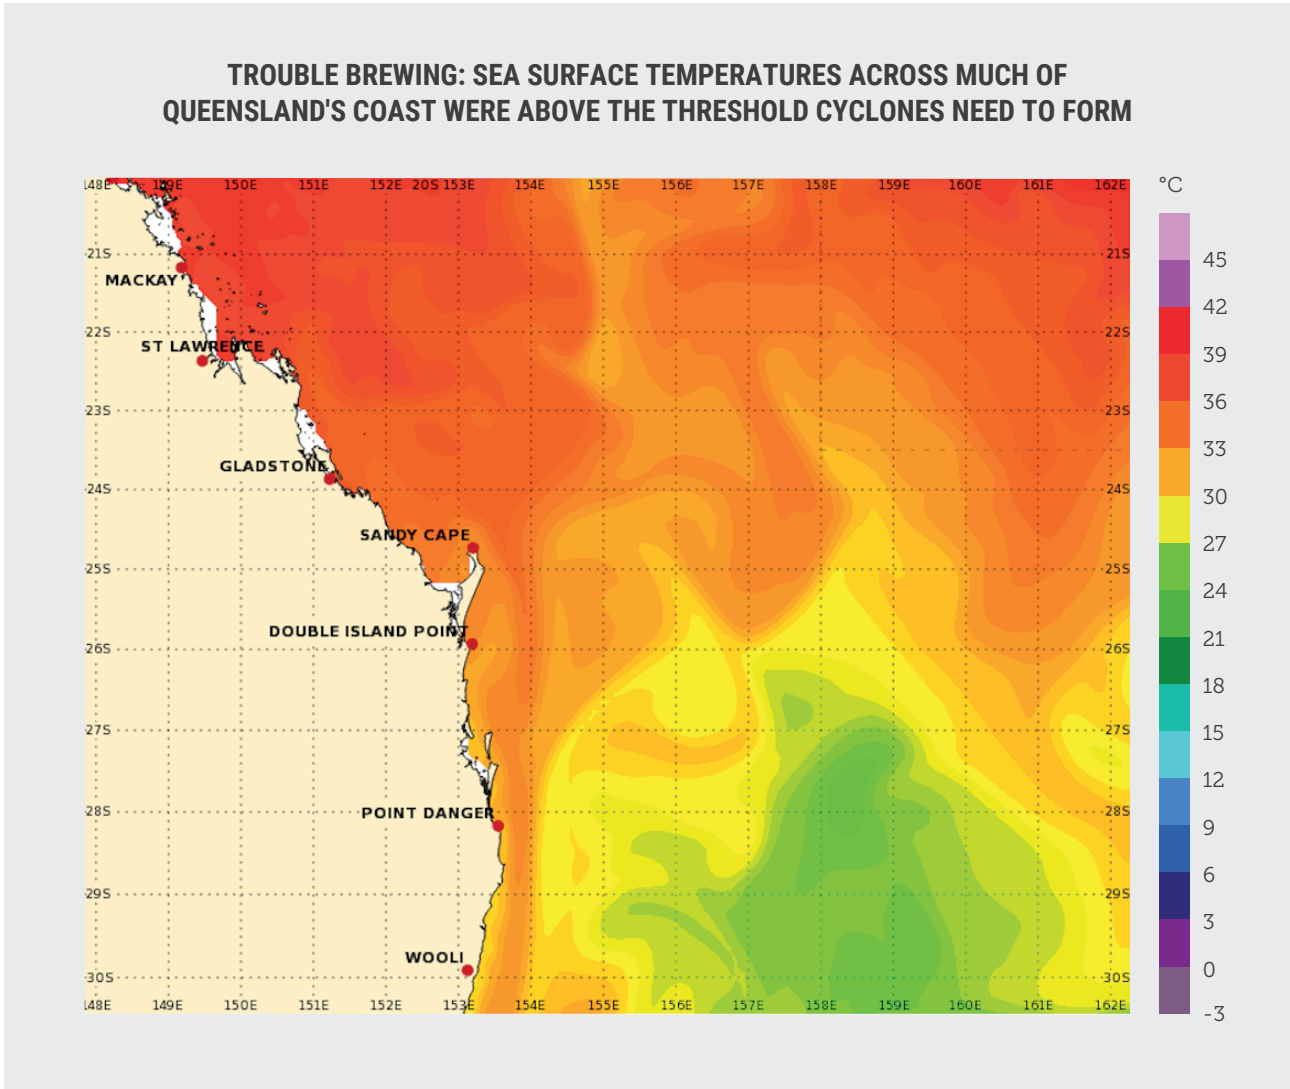 TROUBLE BREWING: SEA SURFACE TEMPERATURES ACROSS MUCH OF
QUEENSLAND'S COAST WERE ABOVE THE THRESHOLD CYCLONES NEED TO FORM
°C
148E 149E 150E 151E 152E 20S 153E 154E 155E 156E 157E 158E 159E 160E 161E 162E
21S 21S
MACKAY
22S 22S
ST LAWRENCE
23S 23S
GLADSTONE
24S 24S
SANDY CAPE
25S 25S
DOUBLE ISLAND POINT
26S 26S
27S 27S
POINT DANGER
28S 28S
29S 29S
WOOLI
30S 30S
148E 149E 150E 151E 152E 153E 154E 155E 156E 157E 158E 159E 160E 161E 162E
45
42
39
36
33
30
27
24
21
18
15
12
9
6
3
0
-3